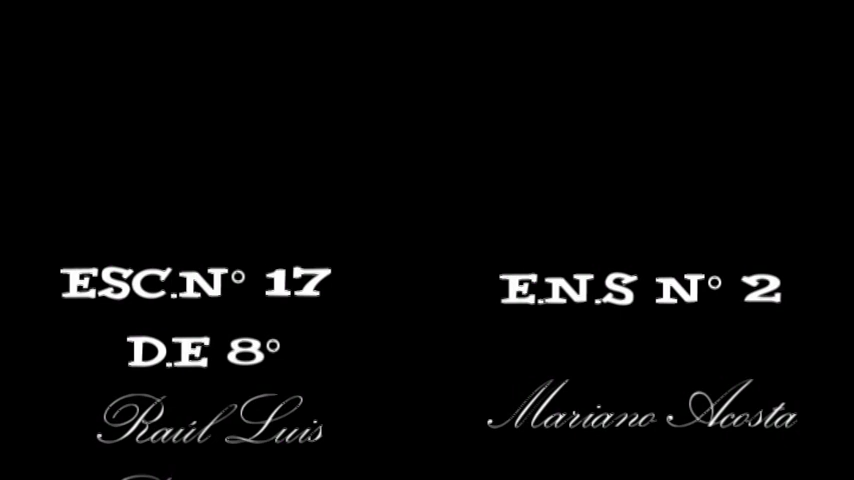 ESC.N° 17
D.E 8°
Raúl Luis
E.N.S N° 2
Mariano Acosta